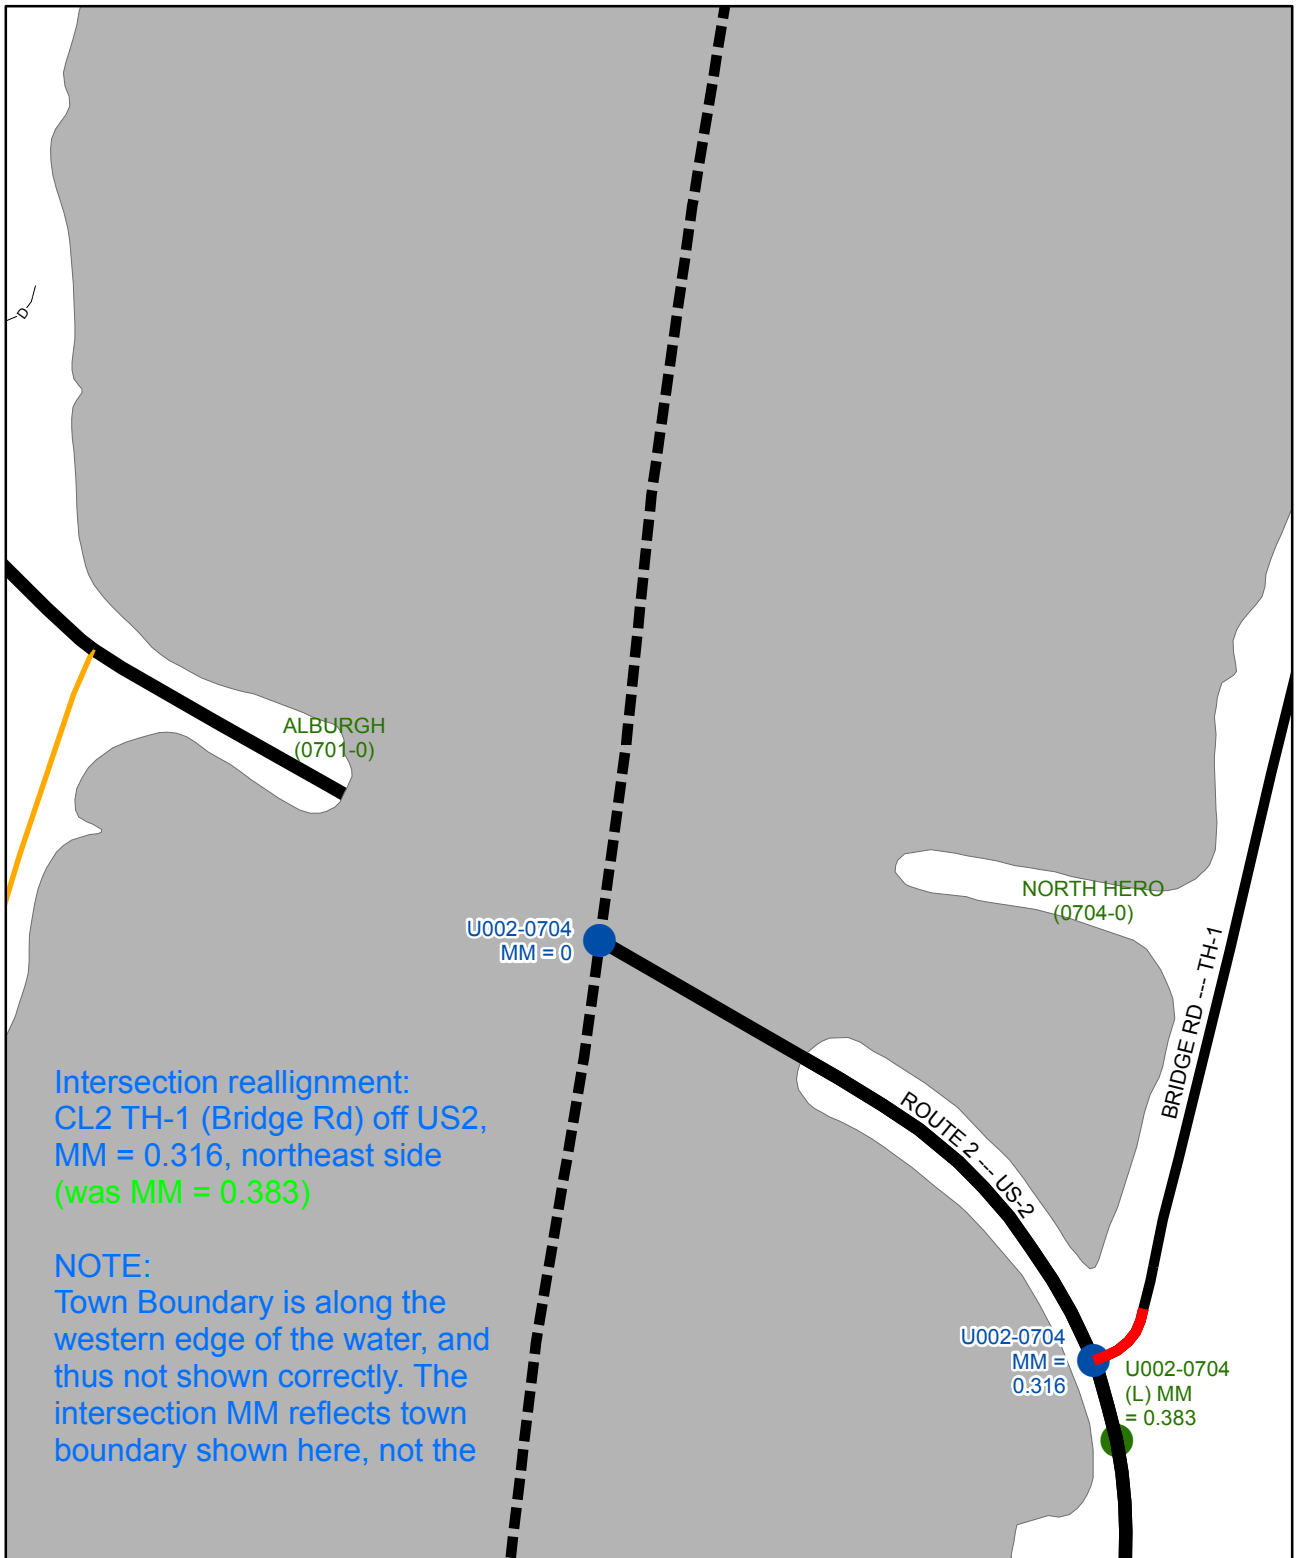 D
ALBURGH
(0701-0)
NORTH HERO
(0704-0)
U002-0704
MM = 0
BRIDGE RD --- TH-1
ROUTE 2 --- US-2
Intersection reallignment:
CL2 TH-1 (Bridge Rd) off US2,
MM = 0.316, northeast side
(was MM = 0.383)
NOTE:
Town Boundary is along the
western edge of the water, and
thus not shown correctly. The
intersection MM reflects town
boundary shown here, not the
U002-0704
MM =
0.316
U002-0704
(L) MM
= 0.383